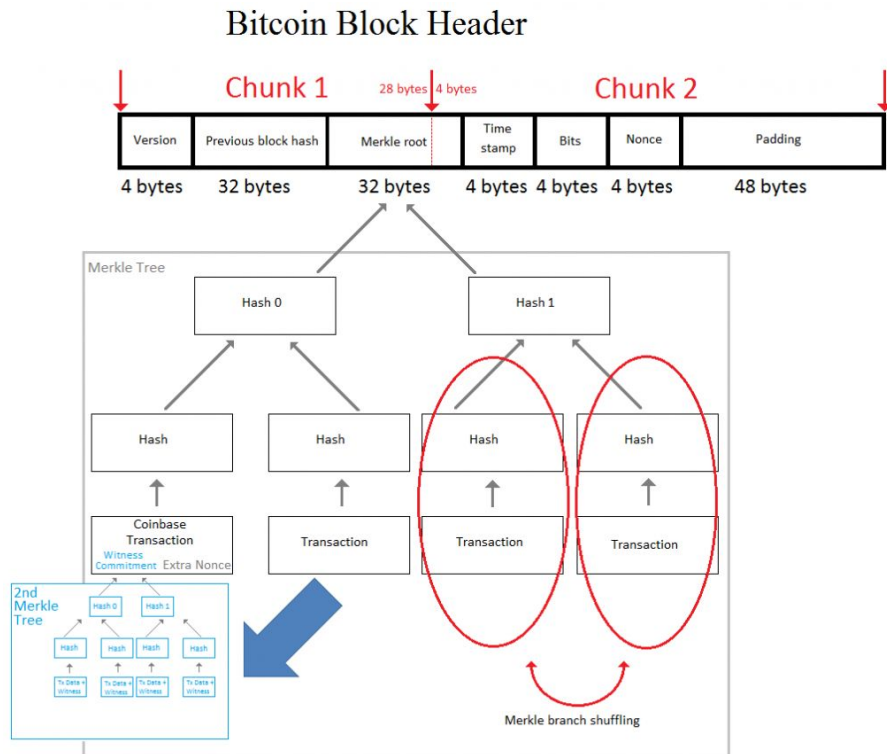 Bitcoin Block Header
Chunk 1
28 bytes
4 bytes
Chunk 2
Version
Previous block hash
Merkle root
Time
stamp
Bits
Nonce
Padding
4 bytes
32 bytes
32 bytes
4 bytes
4 bytes
4 bytes
48 bytes
Merkle Tree
Hash 0
Hash 1
Hash
Hash
Hash
Hash
Coinbase
Transaction
Witness
Commitment
Extra Nonce
Transaction
Transaction
Transaction
2nd
Merkle
Tree
Hash 0
Hash 1
Hash
Hash
Hash
Hash
Tx Data +
Witness
Tx Data +
Witness
Tx Data +
Witness
Tx Data +
Witness
Merkle branch shuffling